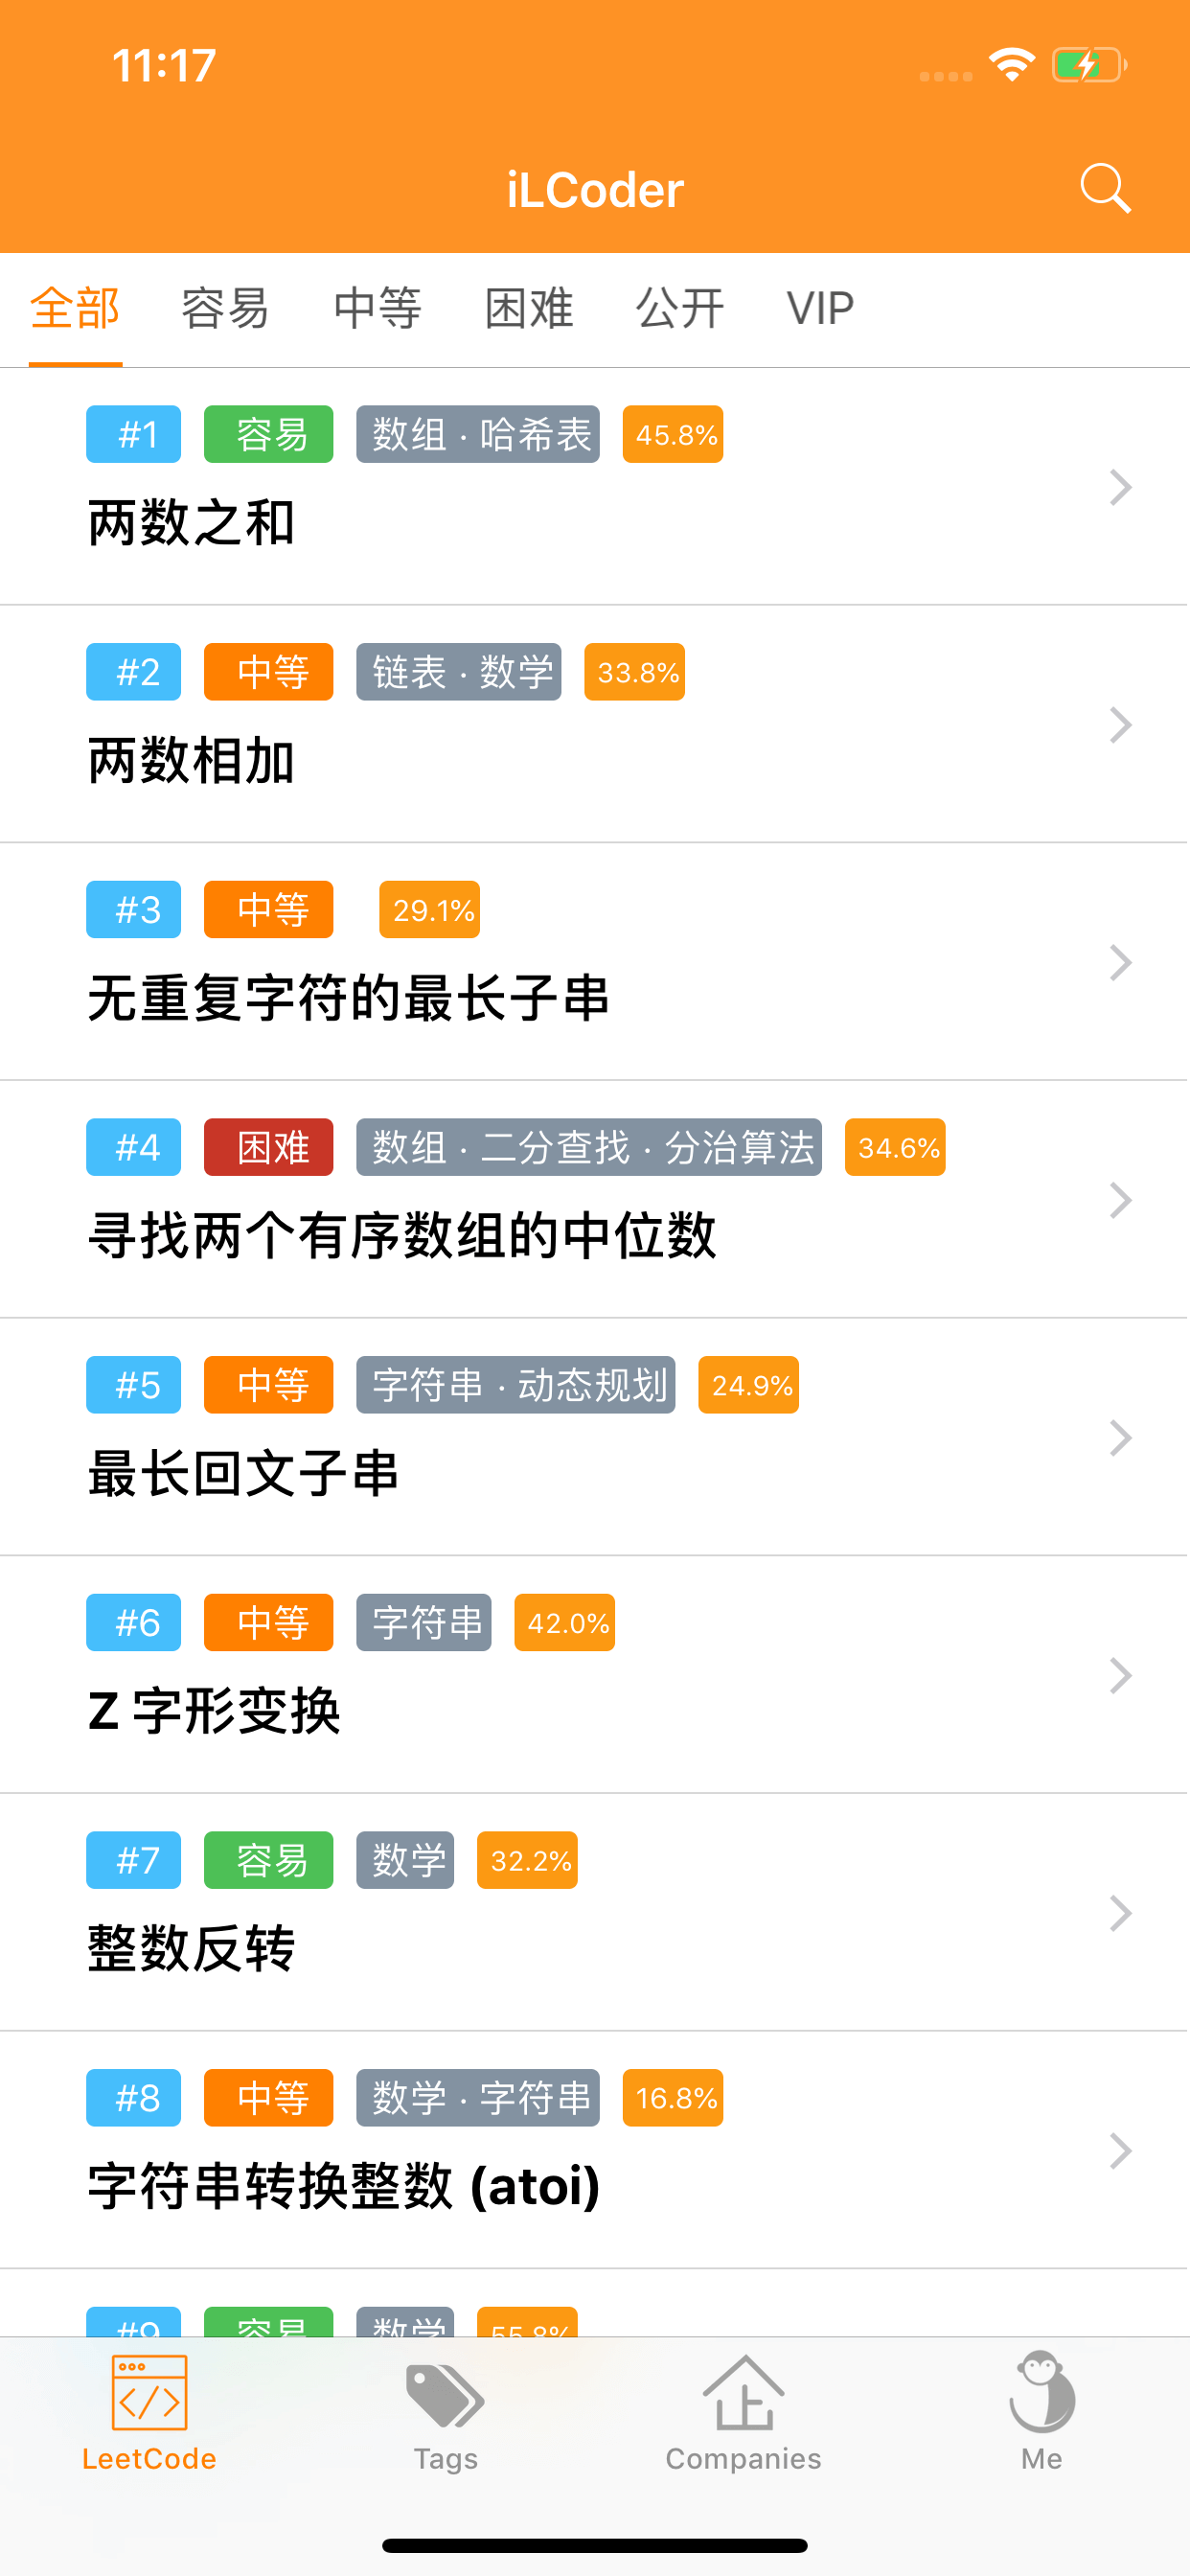 11:17
iLCoder
全部 容易 中等 困难 公开 VIP
#1 容易 数组 · 哈希表 45.8%
两数之和
#2 中等 链表 · 数学 33.8%
两数相加
#3 中等 29.1%
无重复字符的最长子串
#4 困难 数组 · 二分查找 · 分治算法 34.6%
寻找两个有序数组的中位数
#5 中等 字符串 · 动态规划 24.9%
最长回文子串
#6 中等 字符串 42.0%
Z 字形变换
#7 容易 数学 32.2%
整数反转
#8 中等 数学 · 字符串 16.8%
字符串转换整数 (atoi)
#9 容易 数学 55.8%
LeetCode Tags Companies Me